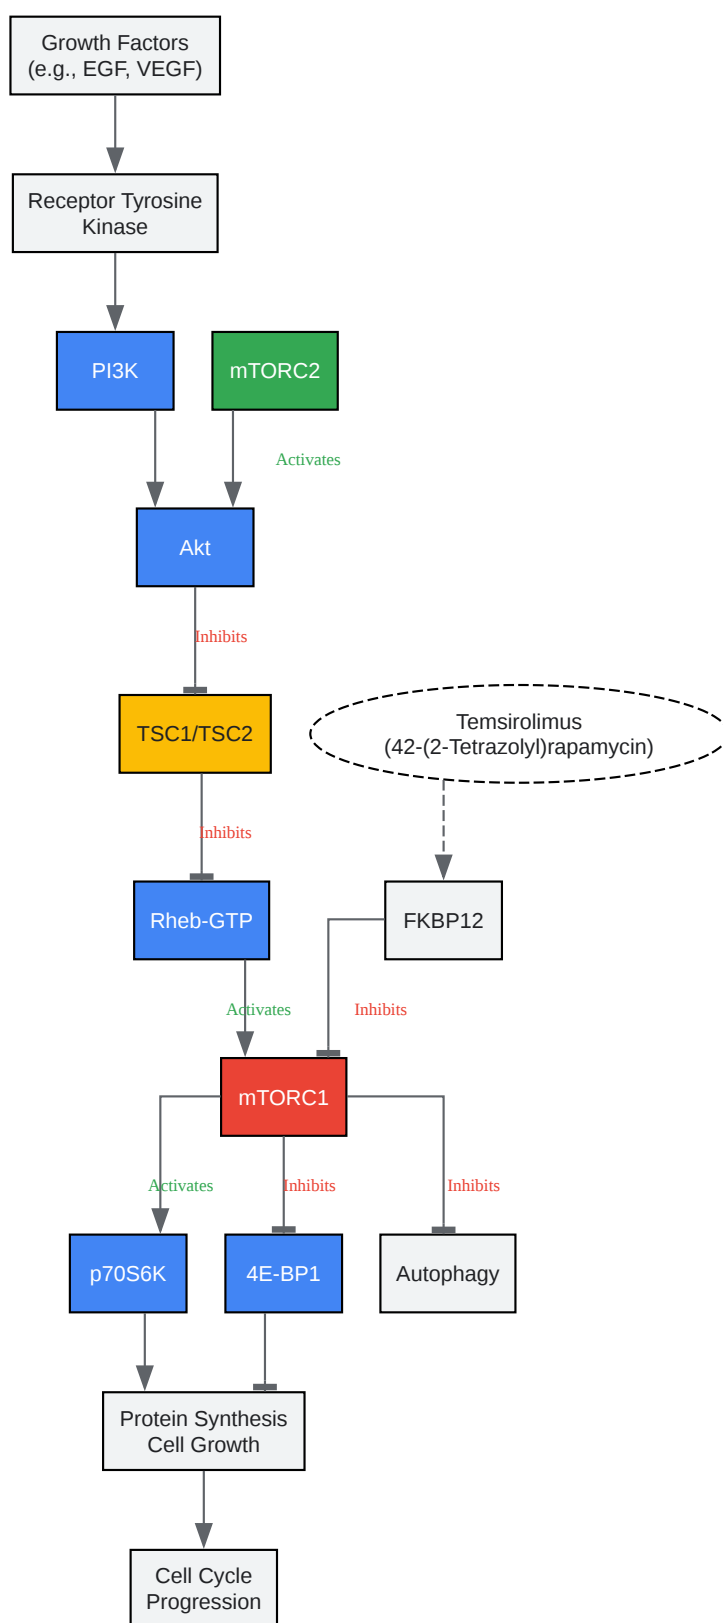 Growth Factors
(e.g., EGF, VEGF)
Receptor Tyrosine
Kinase
PI3K
mTORC2
Activates
Akt
Inhibits
TSC1/TSC2
Temsirolimus
(42-(2-Tetrazolyl)rapamycin)
Inhibits
Rheb-GTP
FKBP12
Activates
Inhibits
mTORC1
Activates
Inhibits
Inhibits
p70S6K
4E-BP1
Autophagy
Protein Synthesis
Cell Growth
Cell Cycle
Progression